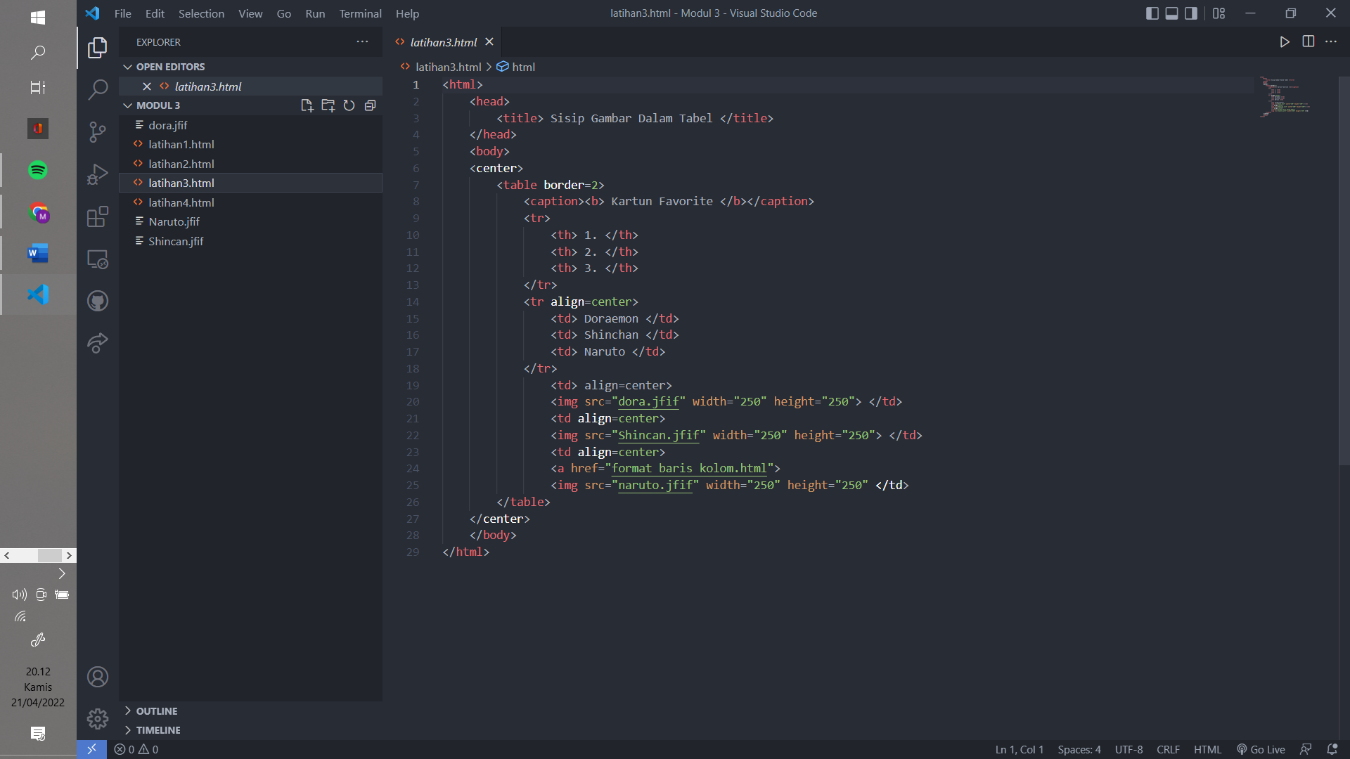 File Edit Selection View Go Run Terminal Help
latihan3.html - Modul 3 - Visual Studio Code
EXPLORER
OPEN EDITORS
latihan3.html
MODUL 3
dora.jfif
latihan1.html
latihan2.html
latihan3.html
latihan4.html
Naruto.jfif
Shincan.jfif
OUTLINE
TIMELINE
latihan3.html
latihan3.html > html
1 <html>
2 <head>
3 <title> Sisip Gambar Dalam Tabel </title>
4 </head>
5 <body>
6 <center>
7 <table border=2>
8 <caption><b> Kartun Favorite </b></caption>
9 <tr>
10 <th> 1. </th>
11 <th> 2. </th>
12 <th> 3. </th>
13 </tr>
14 <tr align=center>
15 <td> Doraemon </td>
16 <td> Shinchan </td>
17 <td> Naruto </td>
18 </tr>
19 <td> align=center>
20 <img src="dora.jfif" width="250" height="250"> </td>
21 <td align=center>
22 <img src="Shincan.jfif" width="250" height="250"> </td>
23 <td align=center>
24 <a href="format baris kolom.html">
25 <img src="naruto.jfif" width="250" height="250" </td>
26 </table>
27 </center>
28 </body>
29 </html>
20.12
Kamis
21/04/2022
0 0
Ln 1, Col 1 Spaces: 4 UTF-8 CRLF HTML Go Live